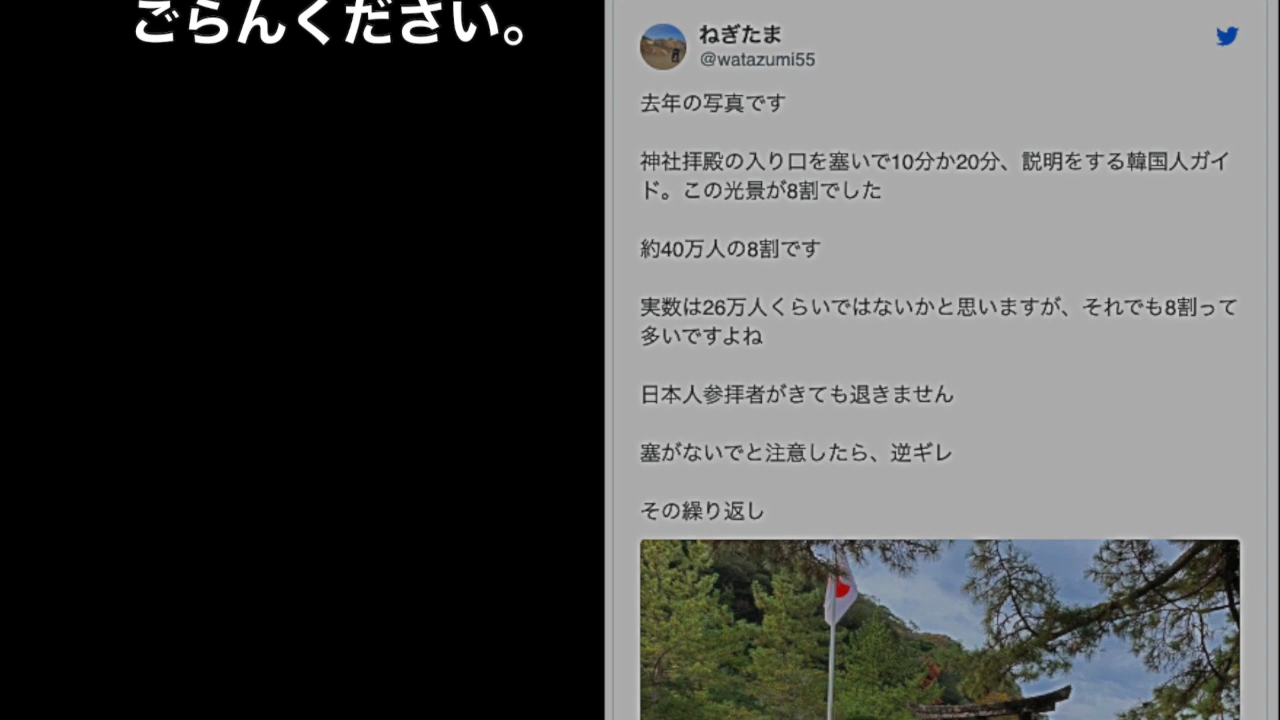 ごらんください。
ねぎたま
@watazumi55
去年の写真です
神社拝殿の入り口を塞いで10分か20分、説明をする韓国人ガイ
ド。この光景が8割でした
約40万人の8割です
実数は26万人くらいではないかと思いますが、それでも8割って
多いですよね
日本人参拝者がきても退きません
塞がないでと注意したら、逆ギレ
その繰り返し